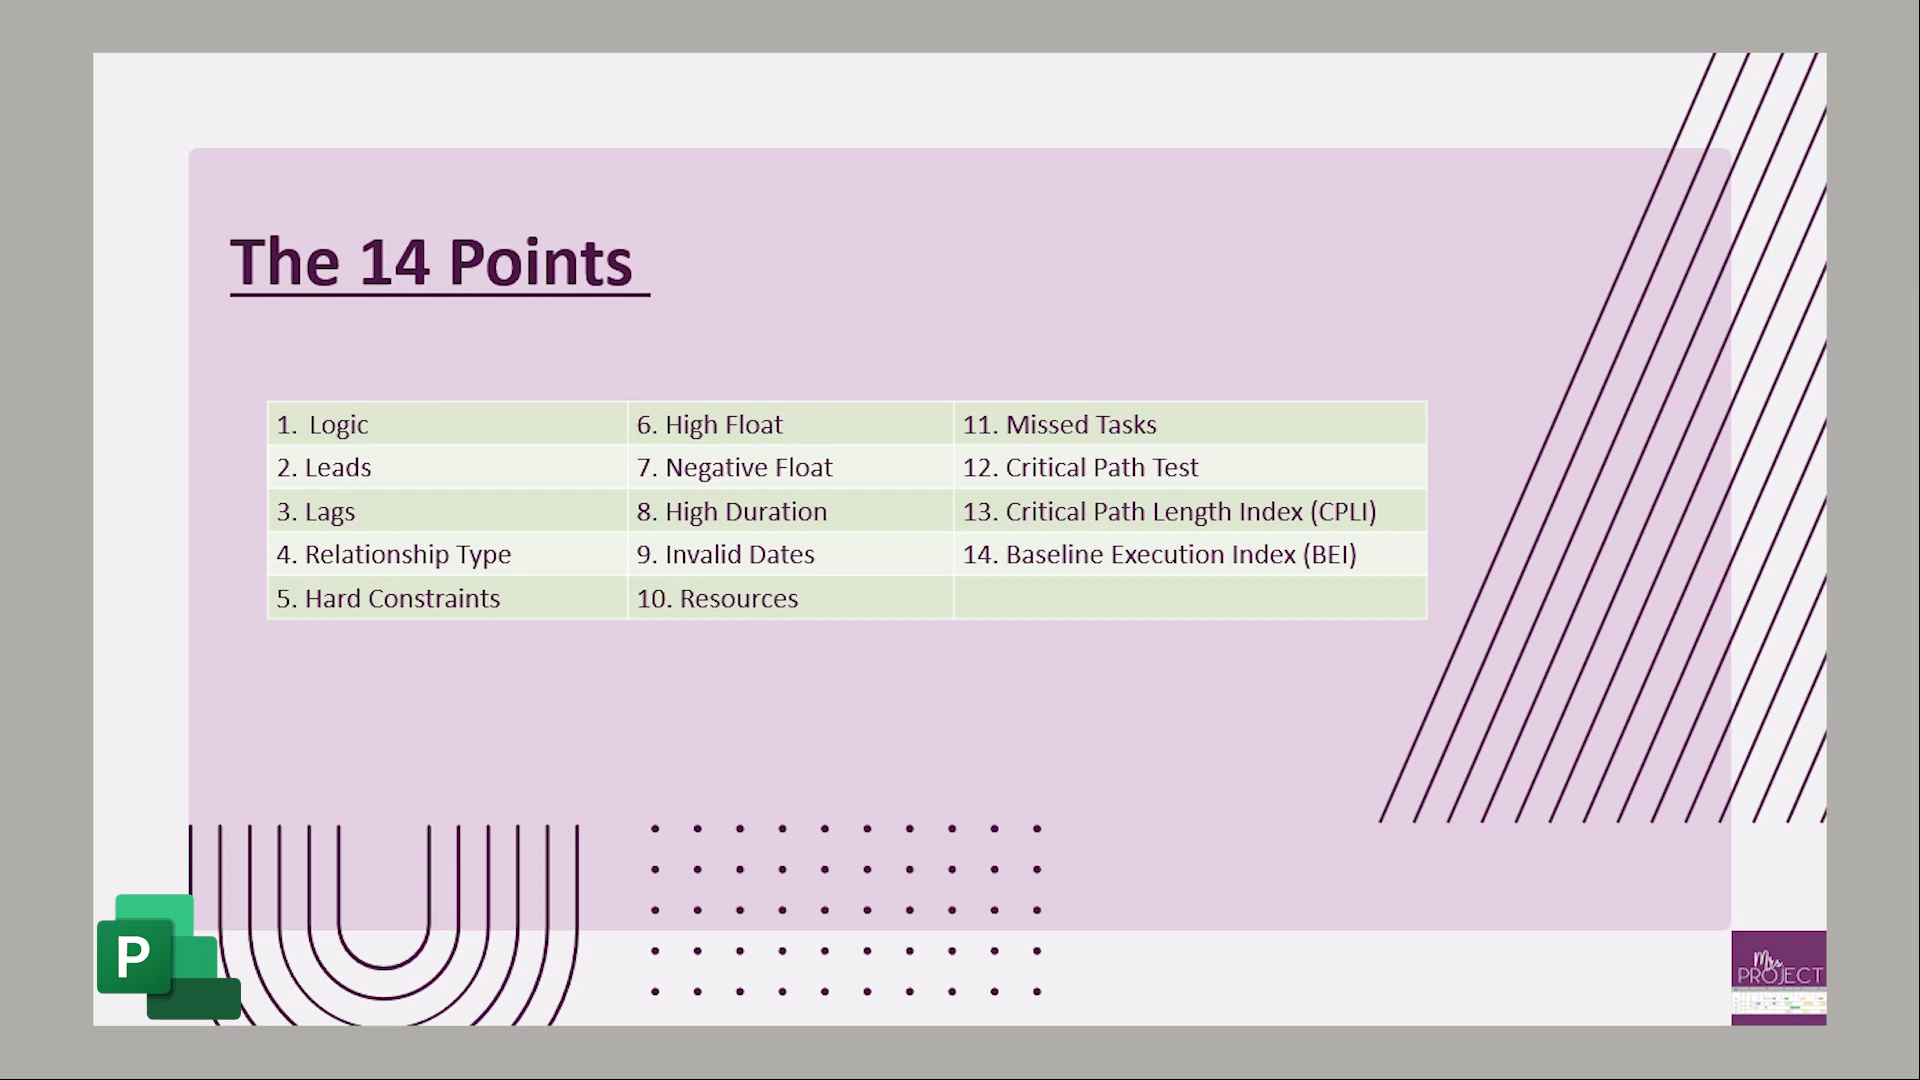 The 14 Points
1. Logic
2. Leads
3. Lags
4. Relationship Type
5. Hard Constraints
6. High Float
7. Negative Float
8. High Duration
9. Invalid Dates
10. Resources
11. Missed Tasks
12. Critical Path Test
13. Critical Path Length Index (CPLI)
14. Baseline Execution Index (BEI)
P
Mrs
PROJECT